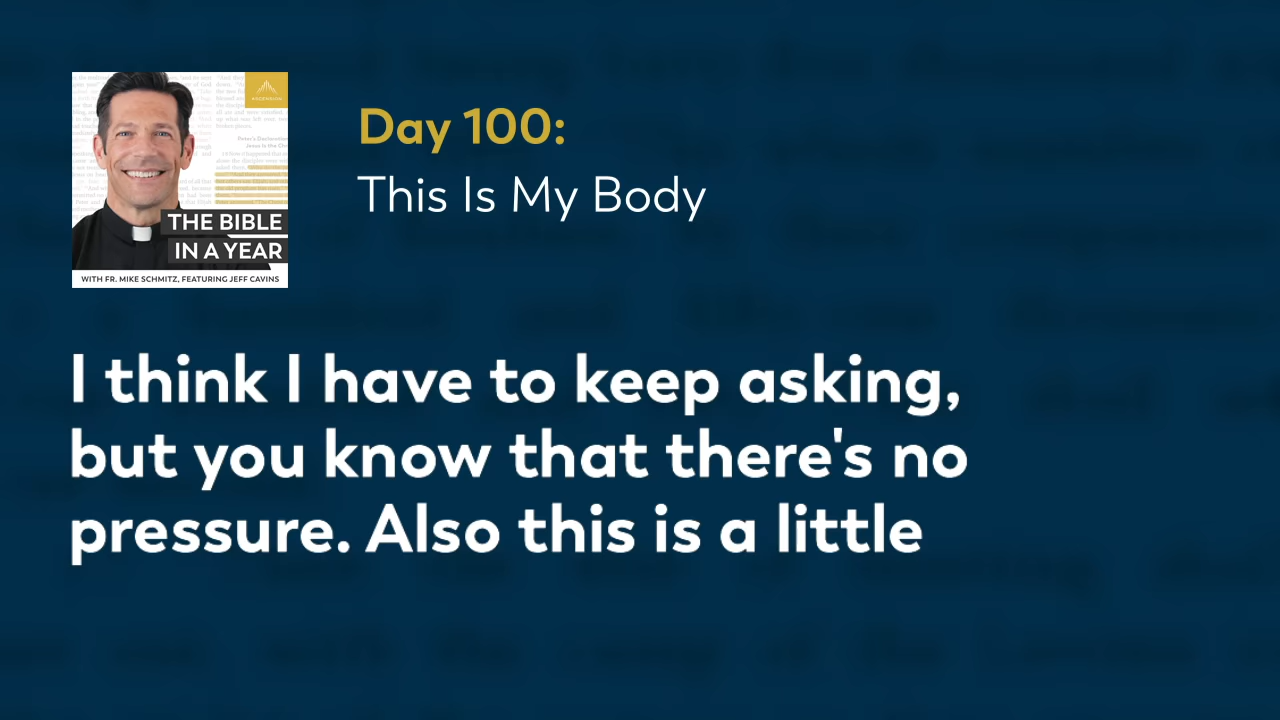 Day 100:
This Is My Body
ASCENSION
THE BIBLE
IN A YEAR
WITH FR. MIKE SCHMITZ, FEATURING JEFF CAVINS
I think I have to keep asking,
but you know that there's no
pressure. Also this is a little